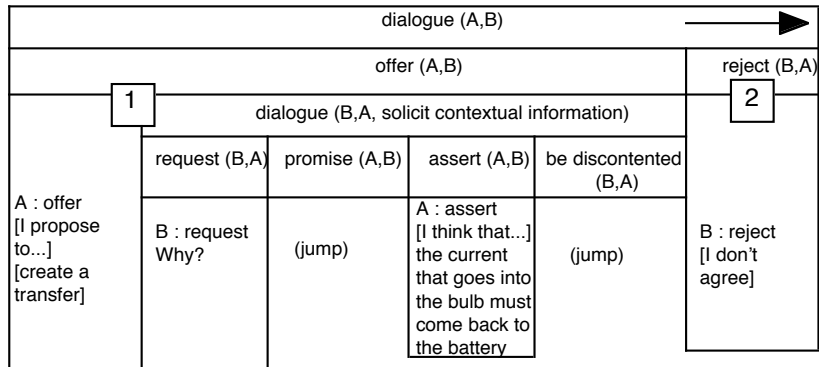 dialogue (A,B)
offer (A,B)
reject (B,A)
1
2
dialogue (B,A, solicit contextual information)
request (B,A)
promise (A,B)
assert (A,B)
be discontented
(B,A)
A : offer
[I propose
to...]
[create a
transfer]
B : request
Why?
(jump)
A : assert
[I think that...]
the current
that goes into
the bulb must
come back to
the battery
(jump)
B : reject
[I don't
agree]